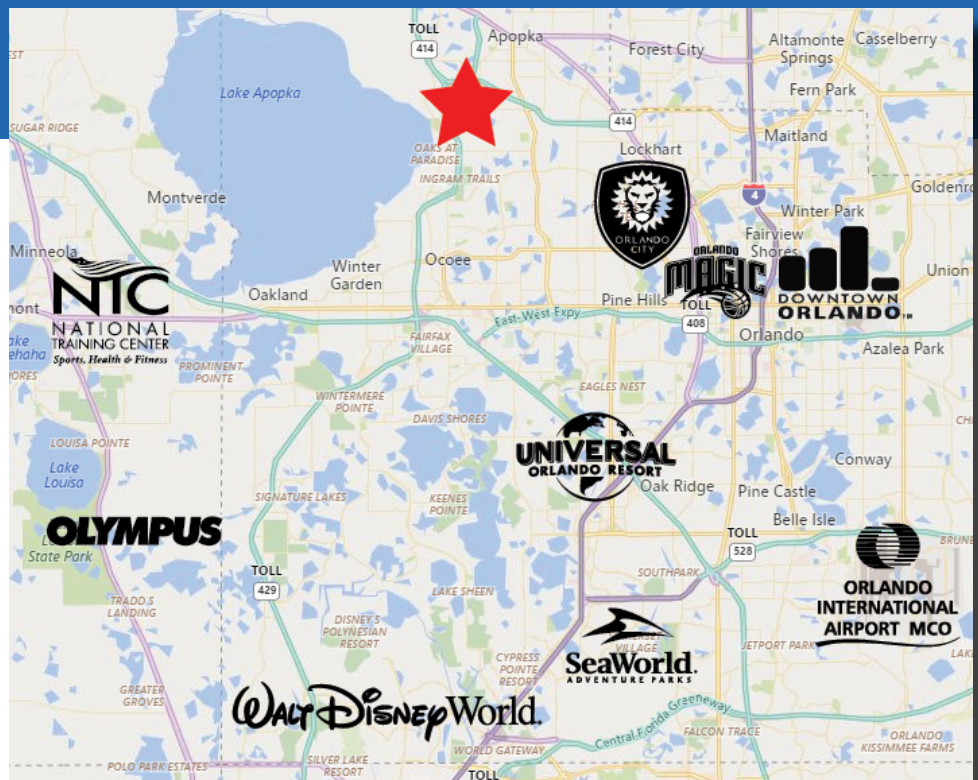 TOLL
414
Apopka
Forest City
Altamonte
Springs
Casselberry
EST
Fern Park
Lake Apopka
414
SUGAR RIDGE
Maitland
OAKS AT
PARADISE
Lockhart
INGRAM TRAILS
4
Montverde
Winter Park
ORLANDO
CITY
Fairview
Shores
Minneola
Ocoee
ORLANDO
MAGIC
Winter
Garden
Union
NTC
NATIONAL
TRAINING CENTER
Sports, Health & Fitness
Oakland
Pine Hills
TOLL
408
DOWNTOWN
ORLANDO
mont
East-West Expy
Orlando
FAIRFAX
VILLAGE
Azalea Park
PROMINENT
POINTE
EAGLES NEST
WINTERMERE
POINTE
DAVIS SHORES
LOUISA POINTE
UNIVERSAL
ORLANDO RESORT
Conway
Lake
Louisa
Oak Ridge
Pine Castle
SIGNATURE LAKES
KEENES
POINTE
Belle Isle
OLYMPUS
State Park
TOLL
528
TOLL
429
SOUTHPARK
ORLANDO
INTERNATIONAL
AIRPORT MCO
LAKE SHEEN
TRADD S
LANDING
DISNEY'S
POLYNESIAN
RESORT
VILLAGE
JETPORT PARK
SeaWorld.
ADVENTURE PARKS
CYPRESS
POINTE
RESORT
GREATER
GROVES
WALT DISNEY World.
Central Florida Greeneway
FALCON TRACE
ORLANDO
KISSIMMEE FARMS
WORLD GATEWAY
POLO PARK ESTATES
SILVER LAKE
RESORT
TOLL